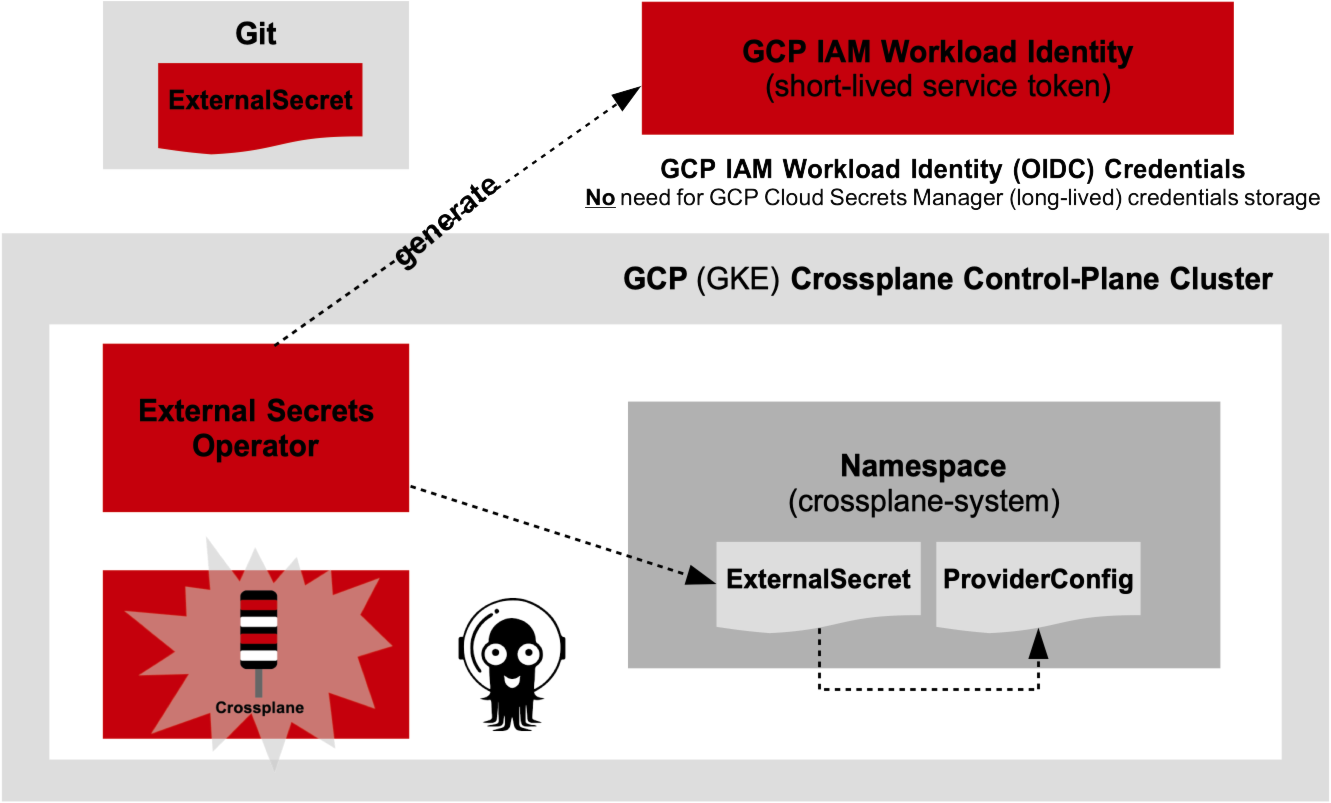 Git
ExternalSecret
GCP IAM Workload Identity
(short-lived service token)
GCP IAM Workload Identity (OIDC) Credentials
No need for GCP Cloud Secrets Manager (long-lived) credentials storage
generate
GCP (GKE) Crossplane Control-Plane Cluster
External Secrets
Operator
Namespace
(crossplane-system)
ExternalSecret
ProviderConfig
Crossplane